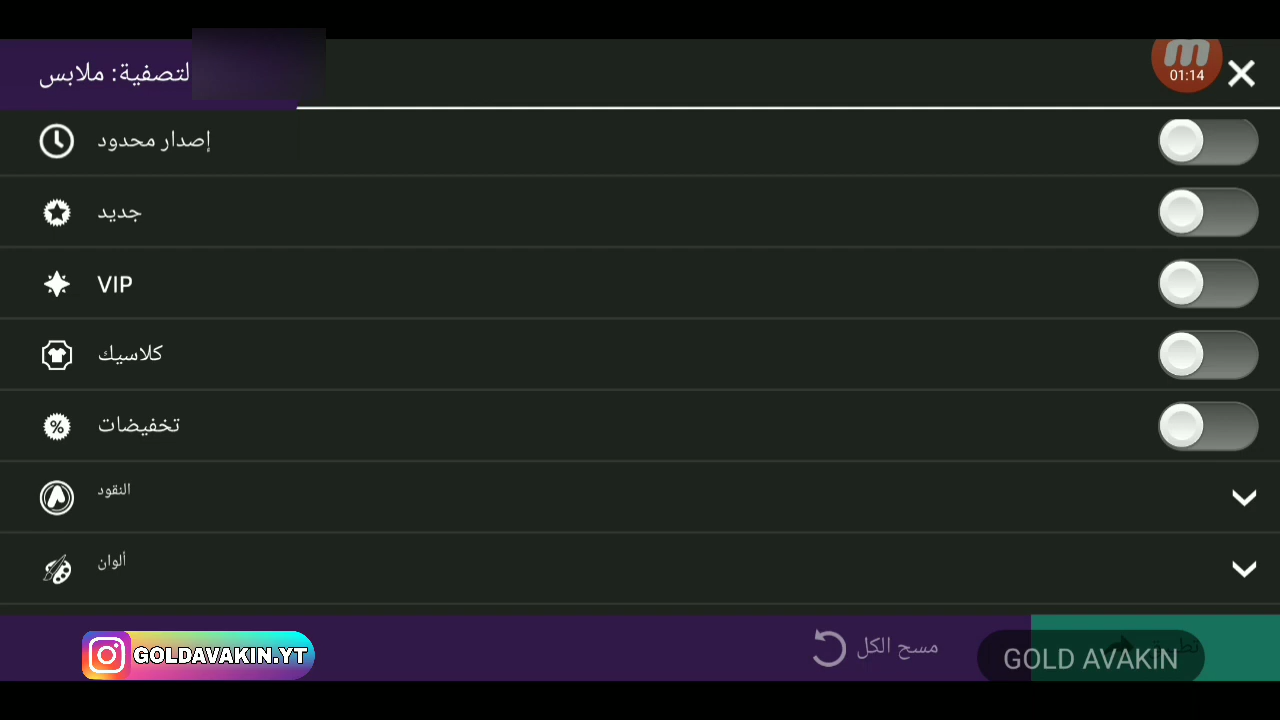 لتصفية: ملابس
01:14
إصدار محدود
جديد
VIP
كلاسيك
تخفيضات
النقود
ألوان
GOLDAVAKIN.YT
مسح الكل
GOLD AVAKIN